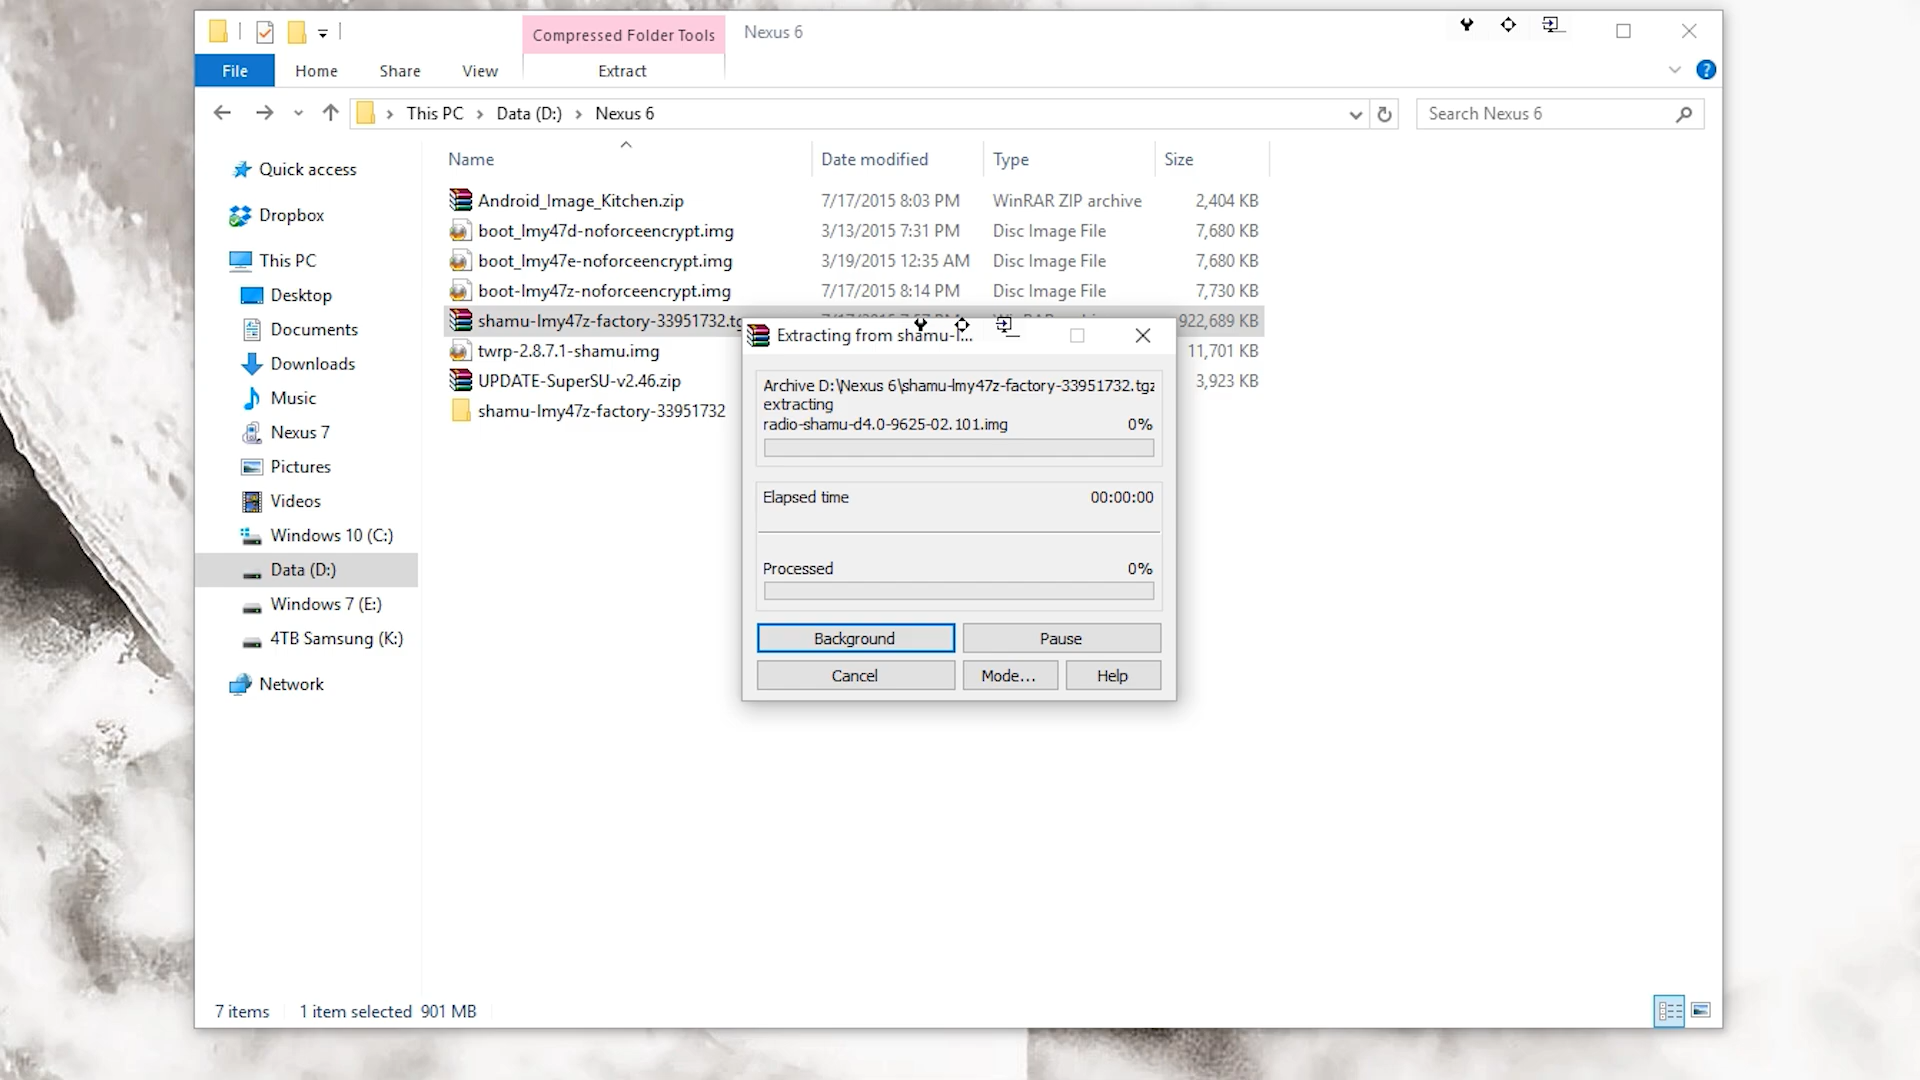 Compressed Folder Tools
Nexus 6
File
Home
Share
View
Extract
This PC
Data (D:)
Nexus 6
Search Nexus 6
Name
Date modified
Type
Size
Quick access
Dropbox
This PC
Desktop
Documents
Downloads
Music
Nexus 7
Pictures
Videos
Windows 10 (C:)
Data (D:)
Windows 7 (E:)
4TB Samsung (K:)
Network
Android_Image_Kitchen.zip 7/17/2015 8:03 PM WinRAR ZIP archive 2,404 KB
boot_lmy47d-noforceencrypt.img 3/13/2015 7:31 PM Disc Image File 7,680 KB
boot_lmy47e-noforceencrypt.img 3/19/2015 12:35 AM Disc Image File 7,680 KB
boot-lmy47z-noforceencrypt.img 7/17/2015 8:14 PM Disc Image File 7,730 KB
shamu-lmy47z-factory-33951732.tg 922,689 KB
twrp-2.8.7.1-shamu.img 11,701 KB
UPDATE-SuperSU-v2.46.zip 3,923 KB
shamu-lmy47z-factory-33951732
Extracting from shamu-l...
Archive D:\Nexus 6\shamu-lmy47z-factory-33951732.tgz
extracting
radio-shamu-d4.0-9625-02.101.img 0%
Elapsed time 00:00:00
Processed 0%
Background
Pause
Cancel
Mode...
Help
7 items
1 item selected 901 MB